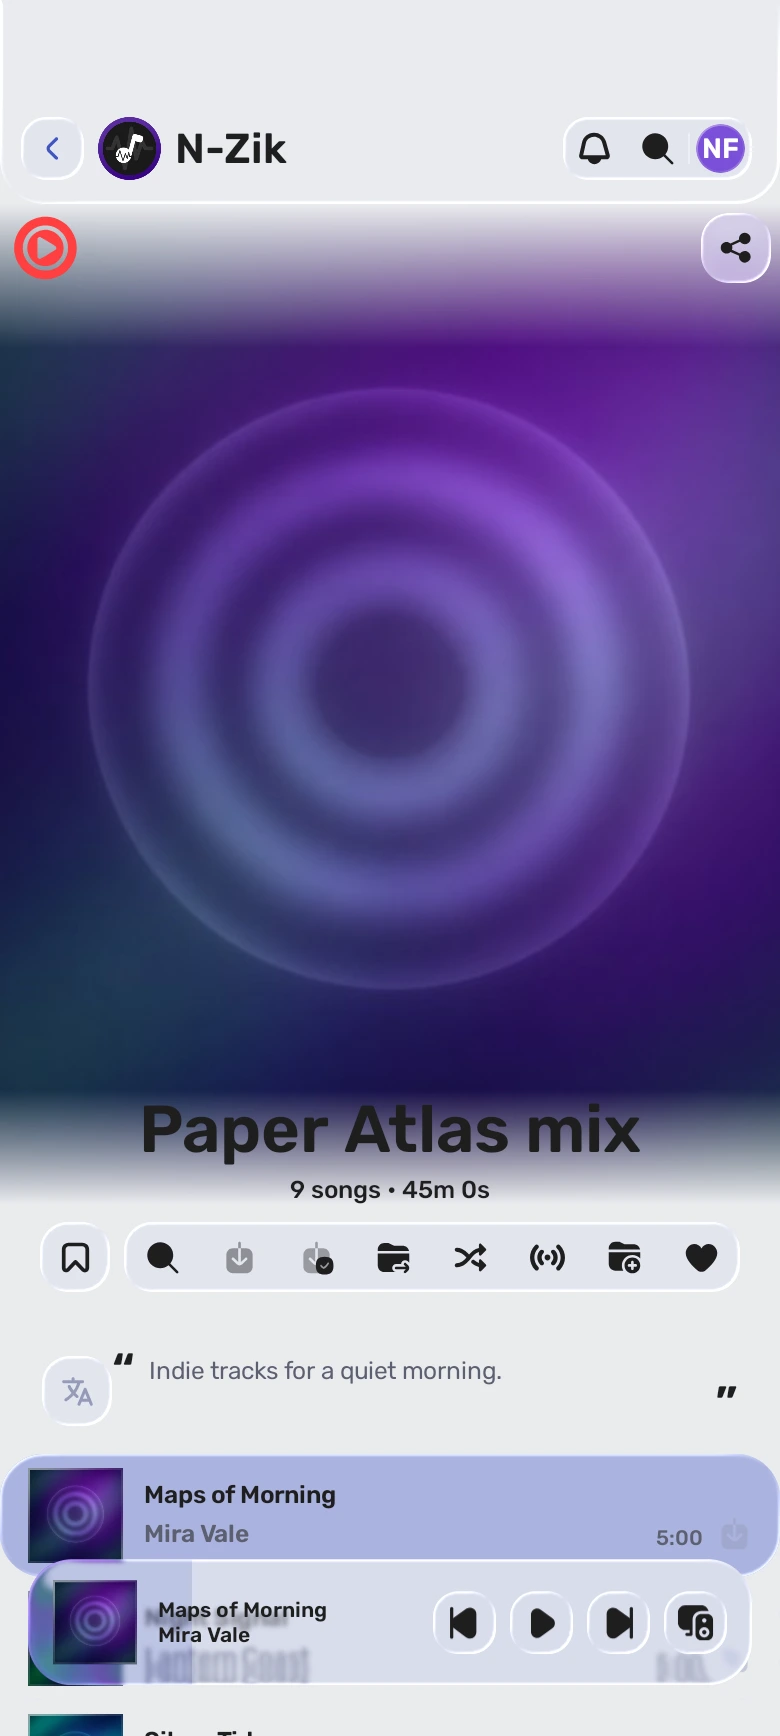 N-Zik
NF
Paper Atlas mix
9 songs • 45m 0s
“ Indie tracks for a quiet morning. ”
Maps of Morning
Mira Vale
5:00
Maps of Morning
Mira Vale